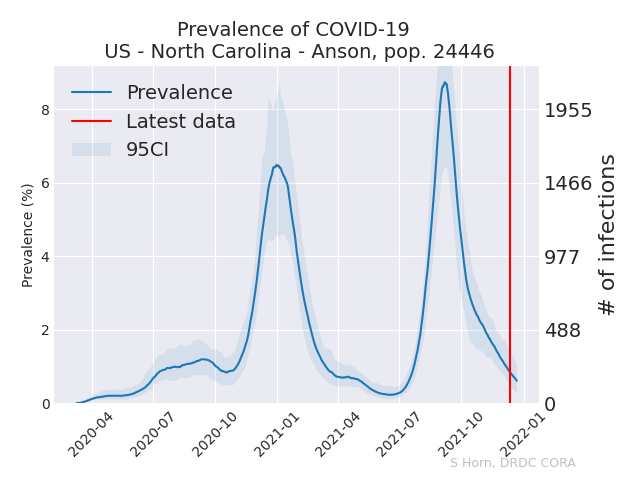 Prevalence of COVID-19
US - North Carolina - Anson, pop. 24446
Prevalence
Latest data
95CI
Prevalence (%)
8
6
4
2
0
1955
1466
977
488
0
# of infections
2020-04
2020-07
2020-10
2021-01
2021-04
2021-07
2021-10
2022-01
S Horn, DRDC CORA